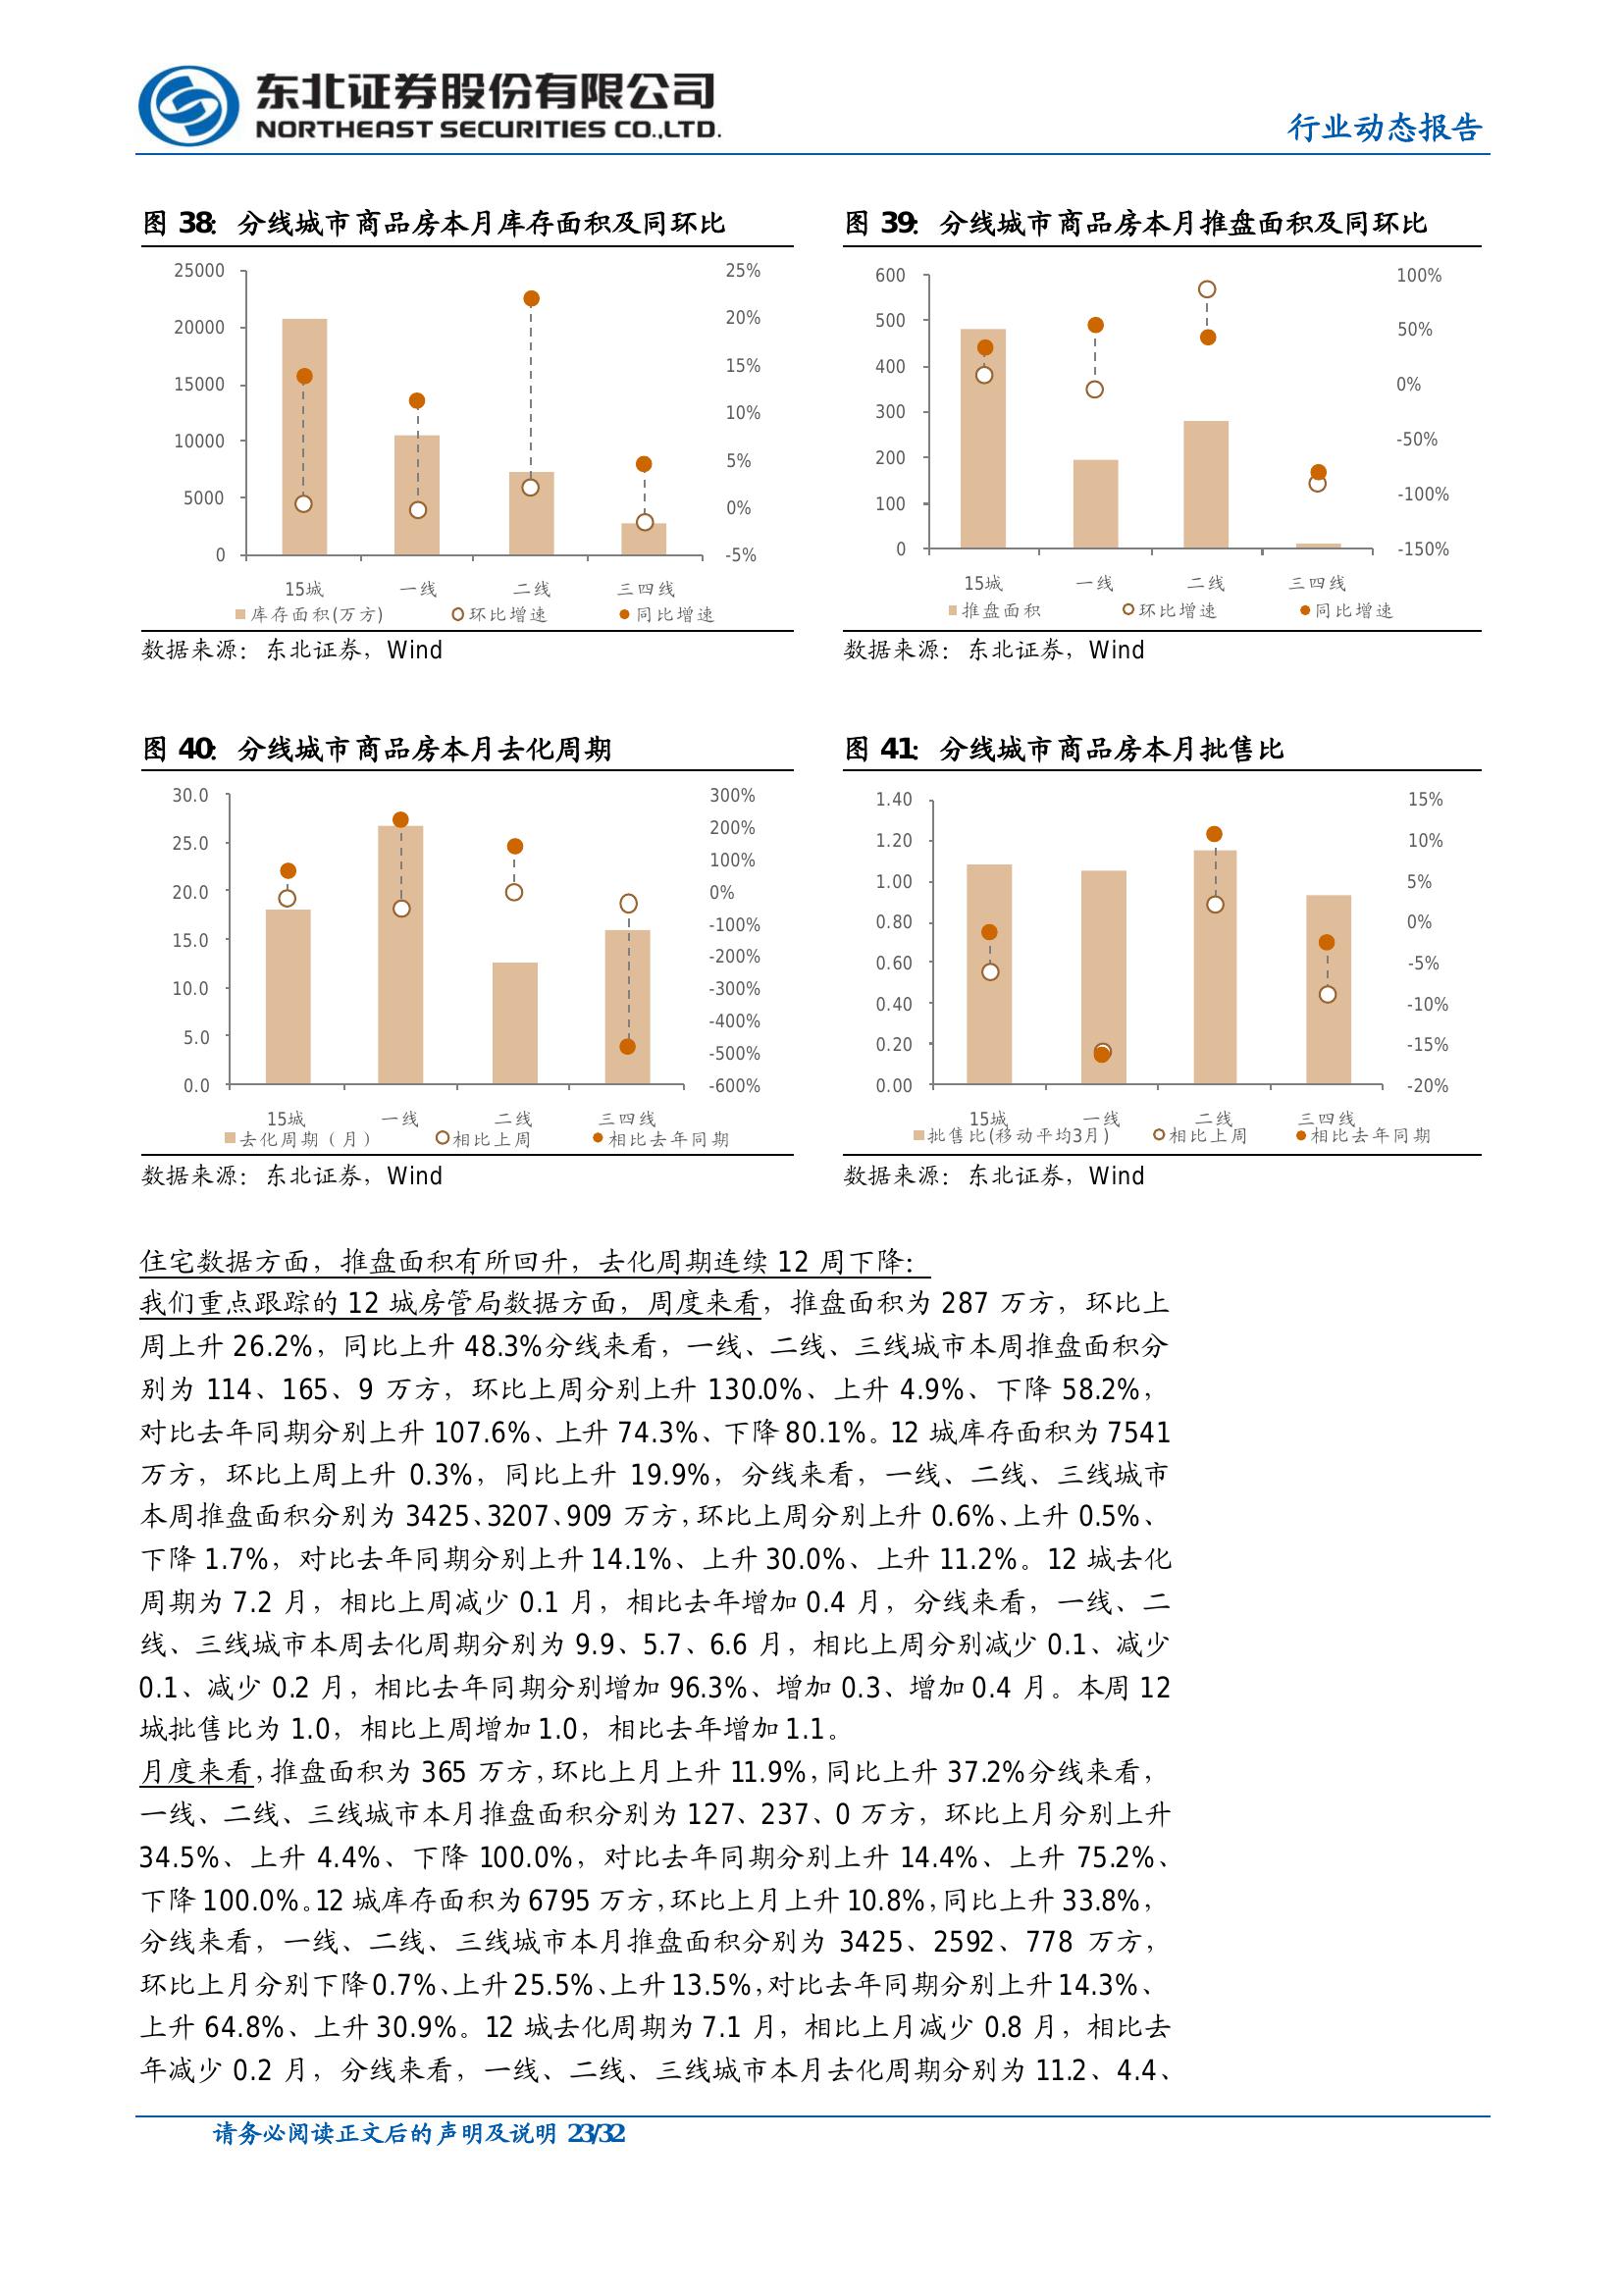 东北证券股份有限公司
NORTHEAST SECURITIES CO.,LTD.
行业动态报告
图 38: 分线城市商品房本月库存面积及同环比
25000
20000
15000
10000
5000
0
25%
20%
15%
10%
5%
0%
-5%
15城 一线 二线 三四线
库存面积(万方) 环比增速 同比增速
数据来源：东北证券，Wind
图 39: 分线城市商品房本月推盘面积及同环比
600
500
400
300
200
100
0
100%
50%
0%
-50%
-100%
-150%
15城 一线 二线 三四线
推盘面积 环比增速 同比增速
数据来源：东北证券，Wind
图 40: 分线城市商品房本月去化周期
30.0
25.0
20.0
15.0
10.0
5.0
0.0
300%
200%
100%
0%
-100%
-200%
-300%
-400%
-500%
-600%
15城 一线 二线 三四线
去化周期（月） 相比上周 相比去年同期
数据来源：东北证券，Wind
图 41: 分线城市商品房本月批售比
1.40
1.20
1.00
0.80
0.60
0.40
0.20
0.00
15%
10%
5%
0%
-5%
-10%
-15%
-20%
15城 一线 二线 三四线
批售比(移动平均3月) 相比上周 相比去年同期
数据来源：东北证券，Wind
住宅数据方面，推盘面积有所回升，去化周期连续 12 周下降：
我们重点跟踪的 12 城房管局数据方面，周度来看，推盘面积为 287 万方，环比上
周上升 26.2%，同比上升 48.3%分线来看，一线、二线、三线城市本周推盘面积分
别为 114、165、9 万方，环比上周分别上升 130.0%、上升 4.9%、下降 58.2%，
对比去年同期分别上升 107.6%、上升 74.3%、下降 80.1%。12 城库存面积为 7541
万方，环比上周上升 0.3%，同比上升 19.9%，分线来看，一线、二线、三线城市
本周推盘面积分别为 3425、3207、909 万方，环比上周分别上升 0.6%、上升 0.5%、
下降 1.7%，对比去年同期分别上升 14.1%、上升 30.0%、上升 11.2%。12 城去化
周期为 7.2 月，相比上周减少 0.1 月，相比去年增加 0.4 月，分线来看，一线、二
线、三线城市本周去化周期分别为 9.9、5.7、6.6 月，相比上周分别减少 0.1、减少
0.1、减少 0.2 月，相比去年同期分别增加 96.3%、增加 0.3、增加 0.4 月。本周 12
城批售比为 1.0，相比上周增加 1.0，相比去年增加 1.1。
月度来看，推盘面积为 365 万方，环比上月上升 11.9%，同比上升 37.2%分线来看，
一线、二线、三线城市本月推盘面积分别为 127、237、0 万方，环比上月分别上升
34.5%、上升 4.4%、下降 100.0%，对比去年同期分别上升 14.4%、上升 75.2%、
下降 100.0%。12 城库存面积为 6795 万方，环比上月上升 10.8%，同比上升 33.8%，
分线来看，一线、二线、三线城市本月推盘面积分别为 3425、2592、778 万方，
环比上月分别下降 0.7%、上升 25.5%、上升 13.5%，对比去年同期分别上升 14.3%、
上升 64.8%、上升 30.9%。12 城去化周期为 7.1 月，相比上月减少 0.8 月，相比去
年减少 0.2 月，分线来看，一线、二线、三线城市本月去化周期分别为 11.2、4.4、
请务必阅读正文后的声明及说明 23/32